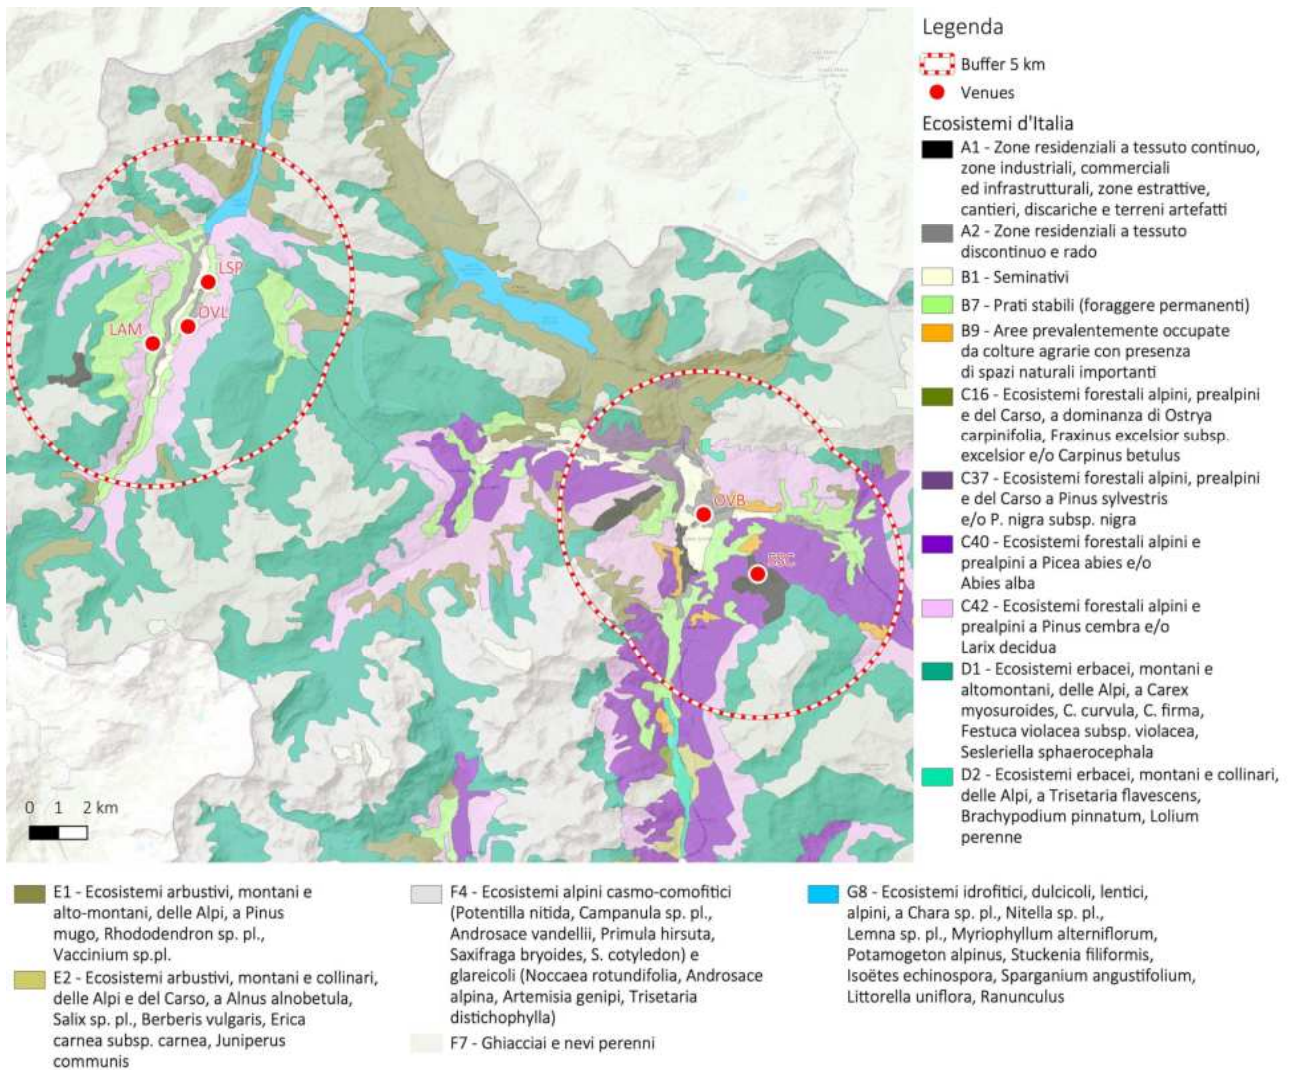 Legenda
Buffer 5 km
Venues
Ecosistemi d'Italia
A1 - Zone residenziali a tessuto continuo,
zone industriali, commerciali
ed infrastrutturali, zone estrattive,
cantieri, discariche e terreni artefatti
A2 - Zone residenziali a tessuto
discontinuo e rado
B1 - Seminativi
B7 - Prati stabili (foraggere permanenti)
B9 - Aree prevalentemente occupate
da colture agrarie con presenza
di spazi naturali importanti
C16 - Ecosistemi forestali alpini, prealpini
e del Carso, a dominanza di Ostrya
carpinifolia, Fraxinus excelsior subsp.
excelsior e/o Carpinus betulus
C37 - Ecosistemi forestali alpini, prealpini
e del Carso a Pinus sylvestris
e/o P. nigra subsp. nigra
C40 - Ecosistemi forestali alpini e
prealpini a Picea abies e/o
Abies alba
C42 - Ecosistemi forestali alpini e
prealpini a Pinus cembra e/o
Larix decidua
D1 - Ecosistemi erbacei, montani e
altomontani, delle Alpi, a Carex
myosuroides, C. curvula, C. firma,
Festuca violacea subsp. violacea,
Sesleriella sphaerocephala
D2 - Ecosistemi erbacei, montani e collinari,
delle Alpi, a Trisetaria flavescens,
Brachypodium pinnatum, Lolium
perenne
LSP
OVL
LAM
OVB
SBC
0 1 2 km
E1 - Ecosistemi arbustivi, montani e
alto-montani, delle Alpi, a Pinus
mugo, Rhododendron sp. pl.,
Vaccinium sp.pl.
E2 - Ecosistemi arbustivi, montani e collinari,
delle Alpi e del Carso, a Alnus alnobetula,
Salix sp. pl., Berberis vulgaris, Erica
carnea subsp. carnea, Juniperus
communis
F4 - Ecosistemi alpini casmo-comofitici
(Potentilla nitida, Campanula sp. pl.,
Androsace vandellii, Primula hirsuta,
Saxifraga bryoides, S. cotyledon) e
glareicoli (Noccaea rotundifolia, Androsace
alpina, Artemisia genipi, Trisetaria
distichophylla)
F7 - Ghiacciai e nevi perenni
G8 - Ecosistemi idrofitici, dulcicoli, lentici,
alpini, a Chara sp. pl., Nitella sp. pl.,
Lemna sp. pl., Myriophyllum alterniflorum,
Potamogeton alpinus, Stuckenia filiformis,
Isoëtes echinospora, Sparganium angustifolium,
Littorella uniflora, Ranunculus